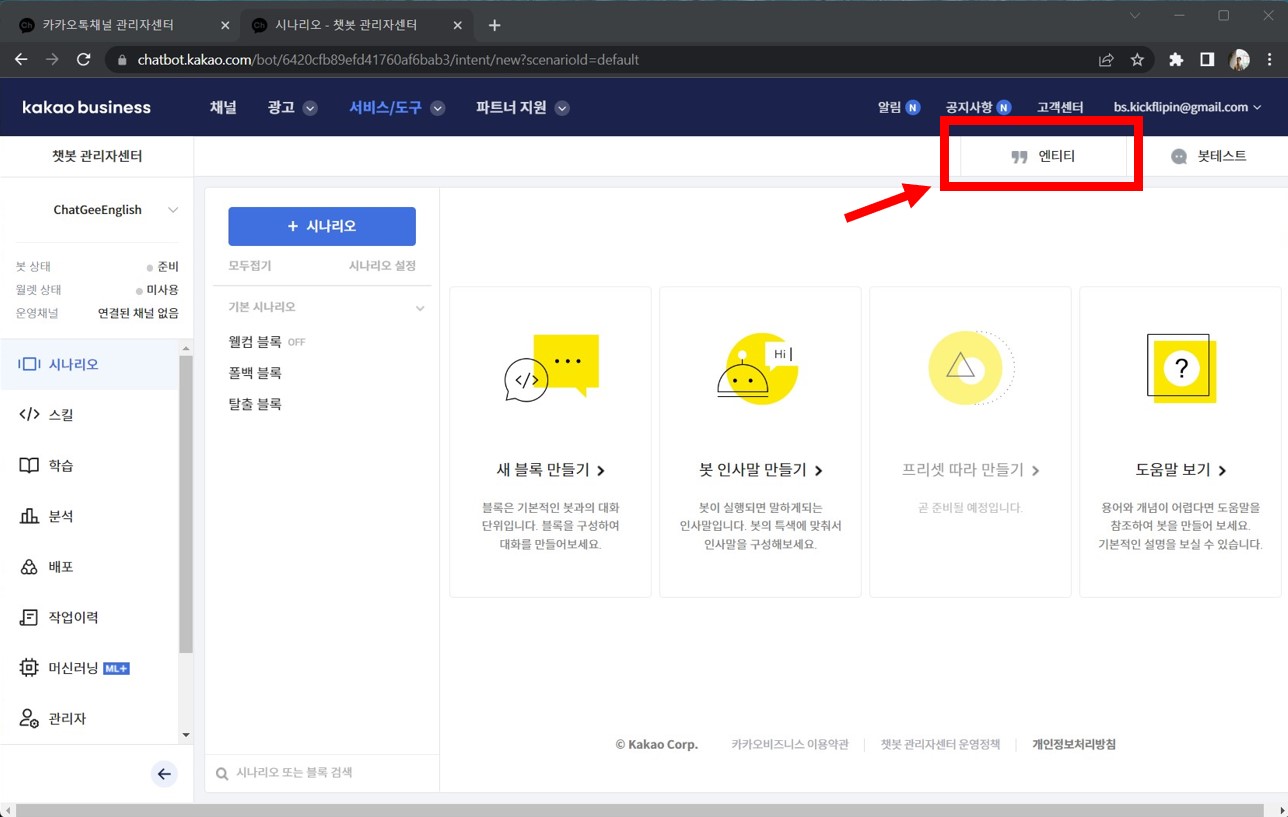 카카오톡채널 관리자센터
시나리오 - 챗봇 관리자센터
chatbot.kakao.com/bot/6420cfb89efd41760af6bab3/intent/new?scenarioId=default
kakao business
채널
광고
서비스/도구
파트너 지원
알림 N
공지사항 N
고객센터
bs.kickflipin@gmail.com
챗봇 관리자센터
엔티티
봇테스트
ChatGeeEnglish
봇 상태
준비
월렛 상태
미사용
운영채널
연결된 채널 없음
시나리오
스킬
학습
분석
배포
작업이력
머신러닝 ML+
관리자
+ 시나리오
모두접기
시나리오 설정
기본 시나리오
웰컴 블록 OFF
폴백 블록
탈출 블록
시나리오 또는 블록 검색
</>
새 블록 만들기
블록은 기본적인 봇과의 대화
단위입니다. 블록을 구성하여
대화를 만들어보세요.
Hi
봇 인사말 만들기
봇이 실행되면 말하게되는
인사말입니다. 봇의 특색에 맞춰서
인사말을 구성해보세요.
프리셋 따라 만들기
곧 준비될 예정입니다.
?
도움말 보기
용어와 개념이 어렵다면 도움말을
참조하여 봇을 만들어 보세요.
기본적인 설명을 보실 수 있습니다.
© Kakao Corp.
카카오비즈니스 이용약관
챗봇 관리자센터 운영정책
개인정보처리방침